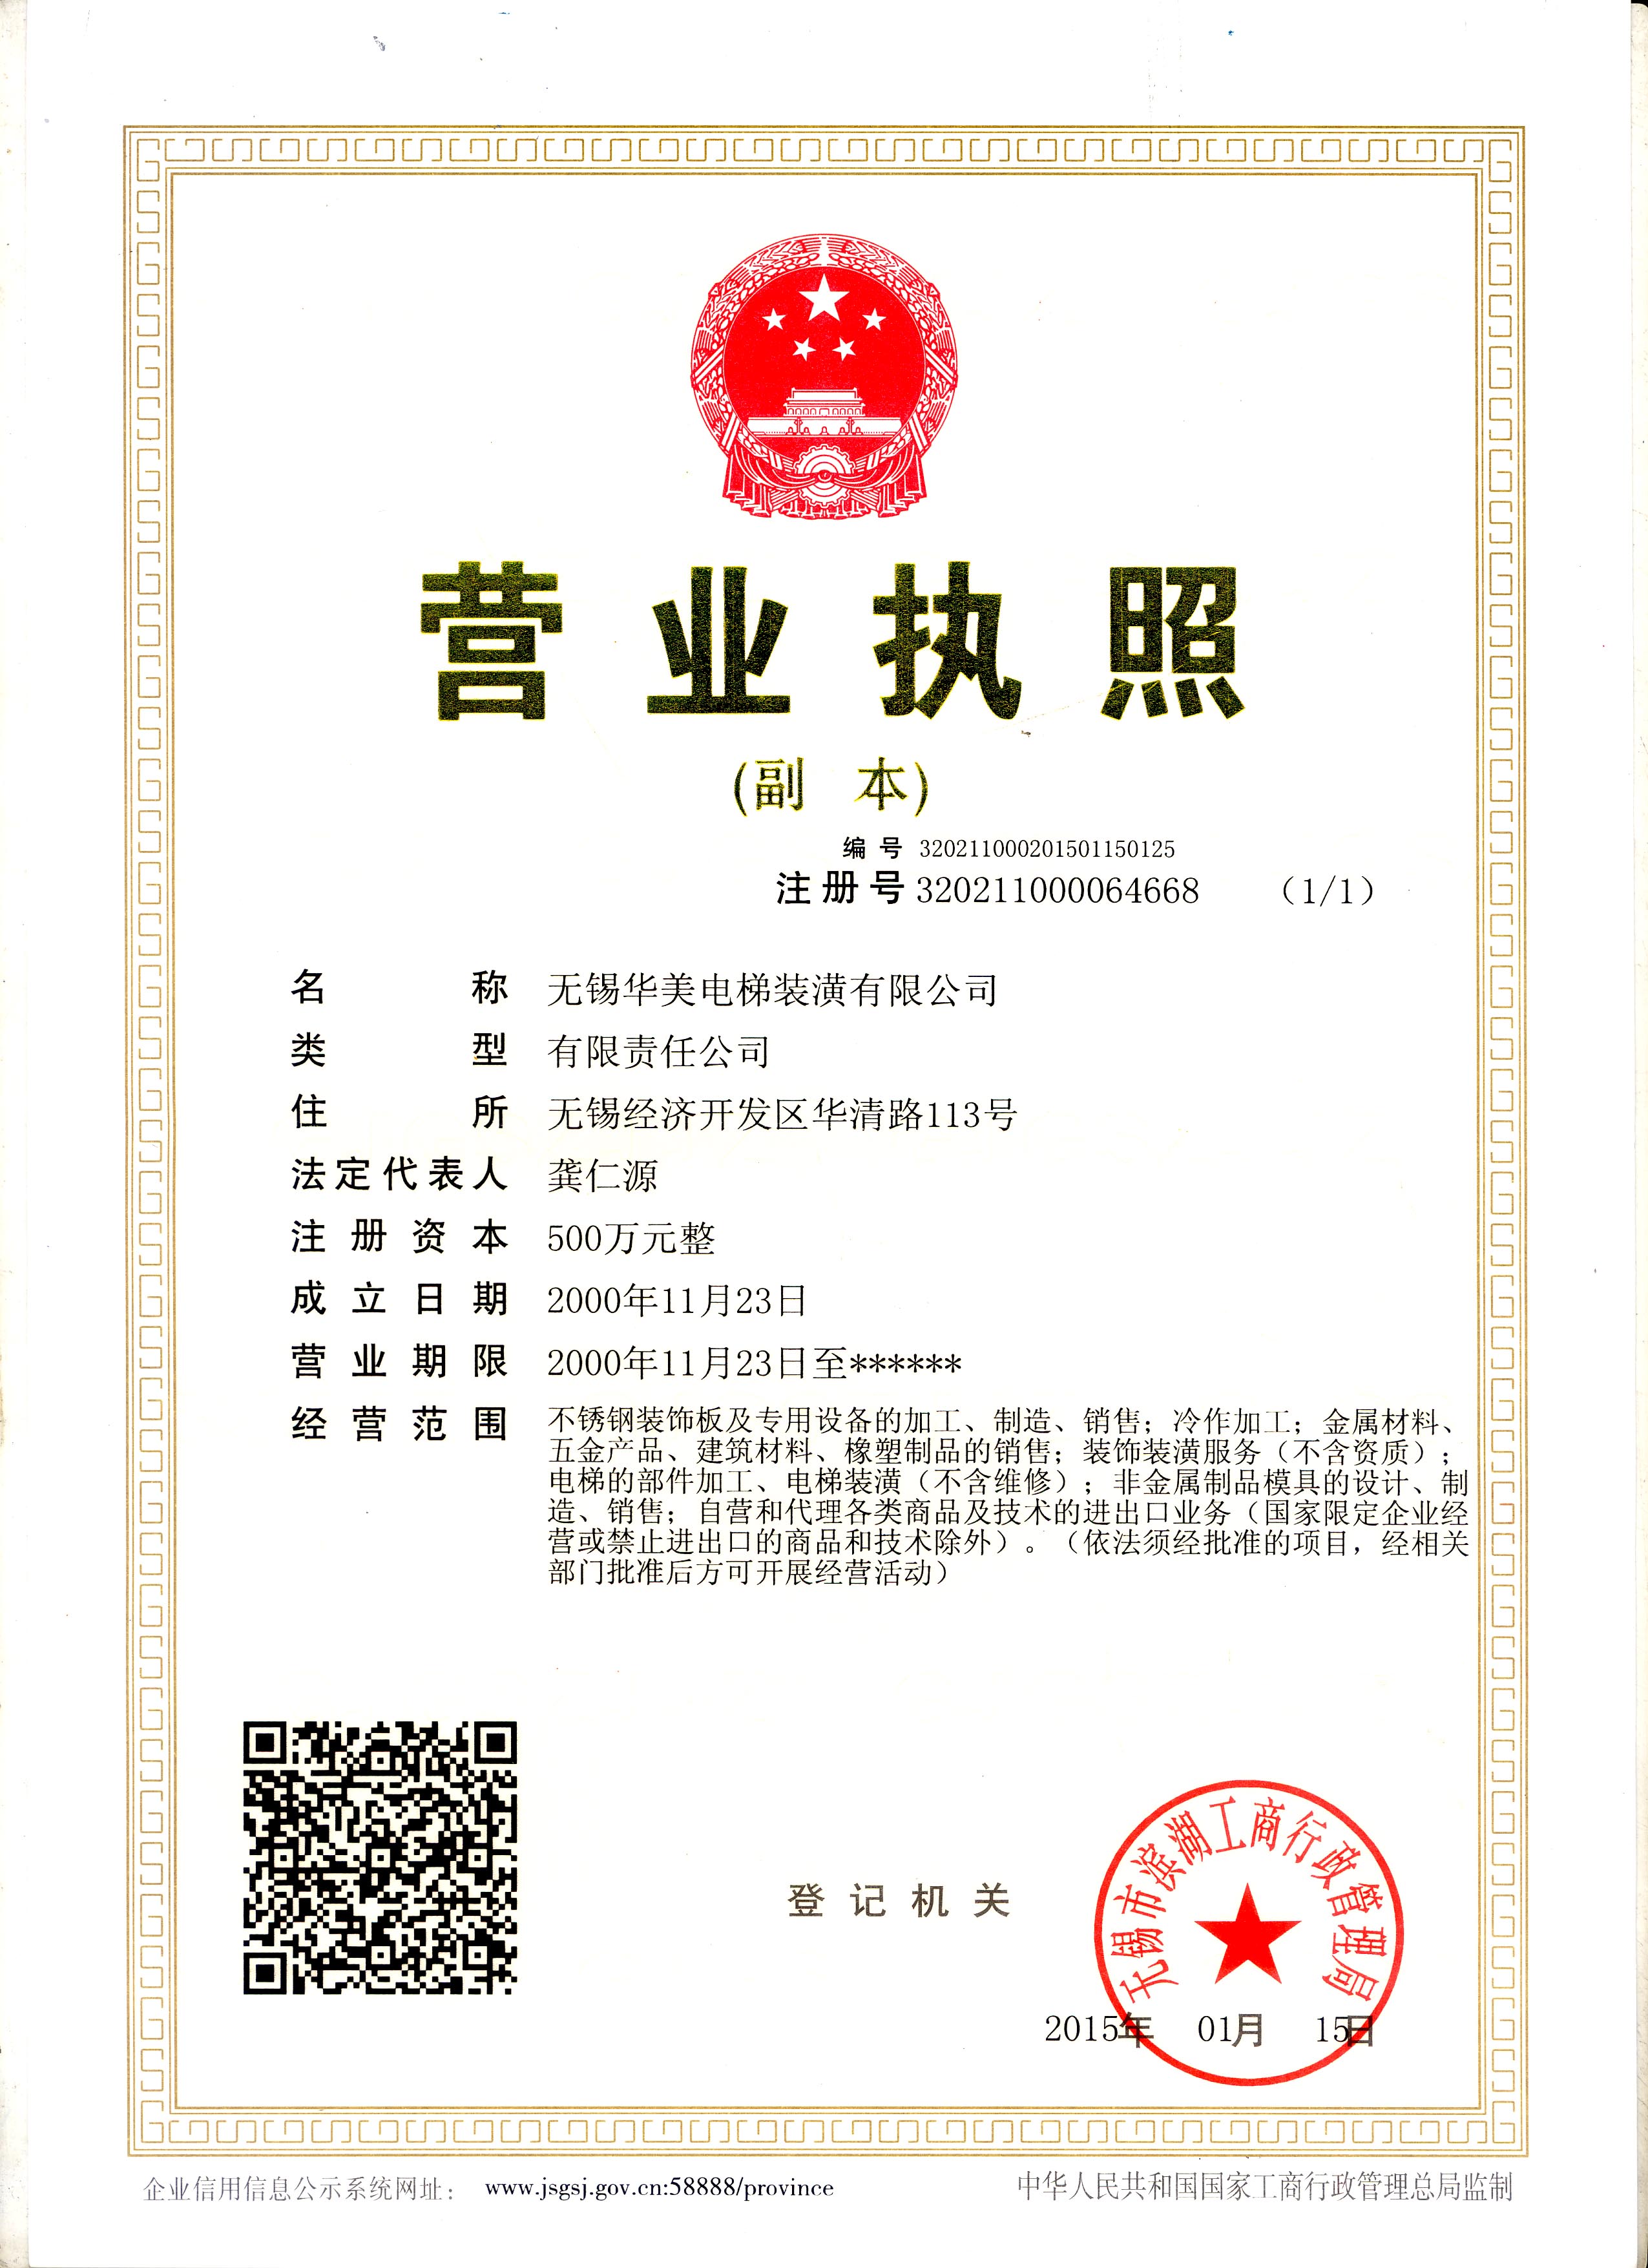 营业执照
(副 本)
编 号 320211000201501150125
注册号 320211000064668 （1/1）
名称 无锡华美电梯装潢有限公司
类型 有限责任公司
住所 无锡经济开发区华清路113号
法定代表人 龚仁源
注册资本 500万元整
成立日期 2000年11月23日
营业期限 2000年11月23日至******
经营范围 不锈钢装饰板及专用设备的加工、制造、销售；冷作加工；金属材料、
五金产品、建筑材料、橡塑制品的销售；装饰装潢服务（不含资质）；
电梯的部件加工、电梯装潢（不含维修）；非金属制品模具的设计、制
造、销售；自营和代理各类商品及技术的进出口业务（国家限定企业经
营或禁止进出口的商品和技术除外）。（依法须经批准的项目，经相关
部门批准后方可开展经营活动）
无锡市滨湖工商行政管理局
登记机关
2015年 01月 15日
企业信用信息公示系统网址： www.jsgsj.gov.cn:58888/province
中华人民共和国国家工商行政管理总局监制